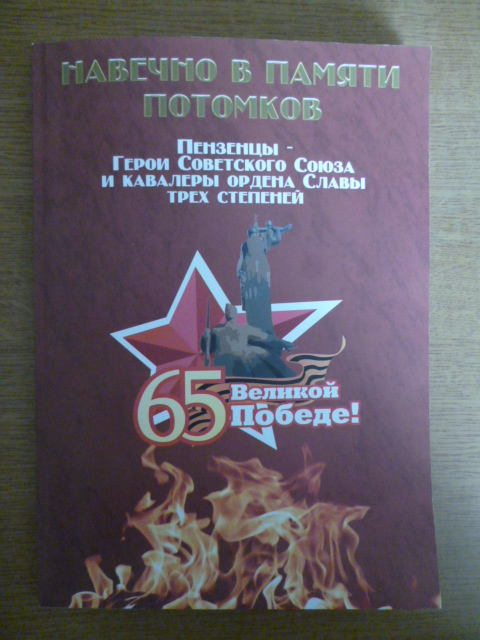 НАВЕЧНО В ПАМЯТИ
ПОТОМКОВ
ПЕНЗЕНЦЫ -
ГЕРОИ СОВЕТСКОГО СОЮЗА
И КАВАЛЕРЫ ОРДЕНА СЛАВЫ
ТРЕХ СТЕПЕНЕЙ
65 Великой
Победе!